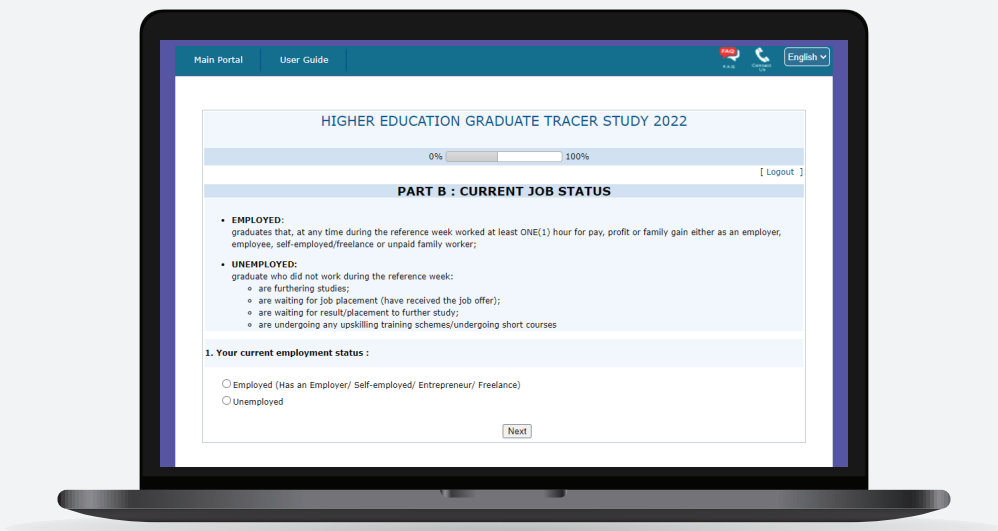 Main Portal
User Guide
FAQ
F.A.Q
Contact Us
English
HIGHER EDUCATION GRADUATE TRACER STUDY 2022
0% 100%
[ Logout ]
PART B : CURRENT JOB STATUS
• EMPLOYED:
graduates that, at any time during the reference week worked at least ONE(1) hour for pay, profit or family gain either as an employer,
employee, self-employed/freelance or unpaid family worker;
• UNEMPLOYED:
graduate who did not work during the reference week:
are furthering studies;
are waiting for job placement (have received the job offer);
are waiting for result/placement to further study;
are undergoing any upskilling training schemes/undergoing short courses
1. Your current employment status :
Employed (Has an Employer/ Self-employed/ Entrepreneur/ Freelance)
Unemployed
Next